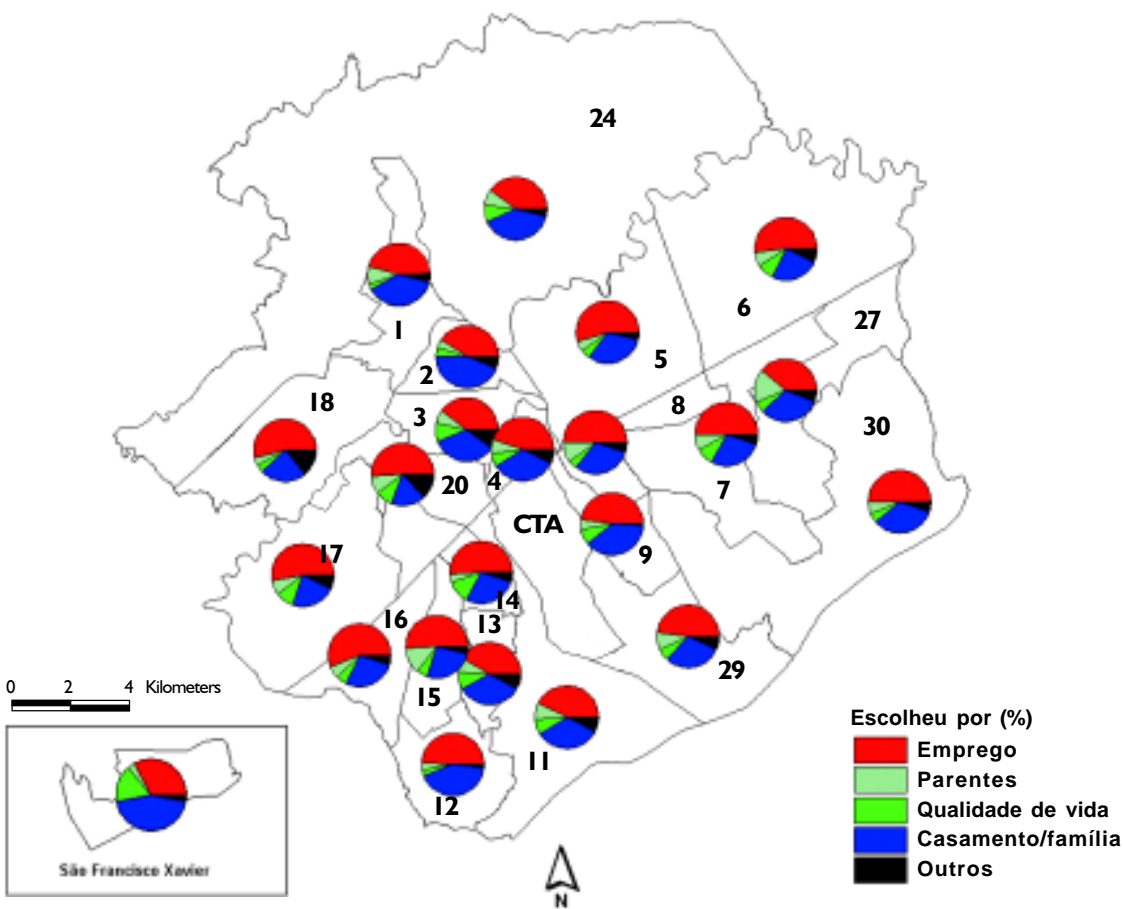 24
6
27
1
5
2
18
8
3
30
20
4
7
CTA
17
9
14
16
13
29
15
11
12
0 2 4 Kilometers
São Francisco Xavier
N
Escolheu por (%)
Emprego
Parentes
Qualidade de vida
Casamento/família
Outros